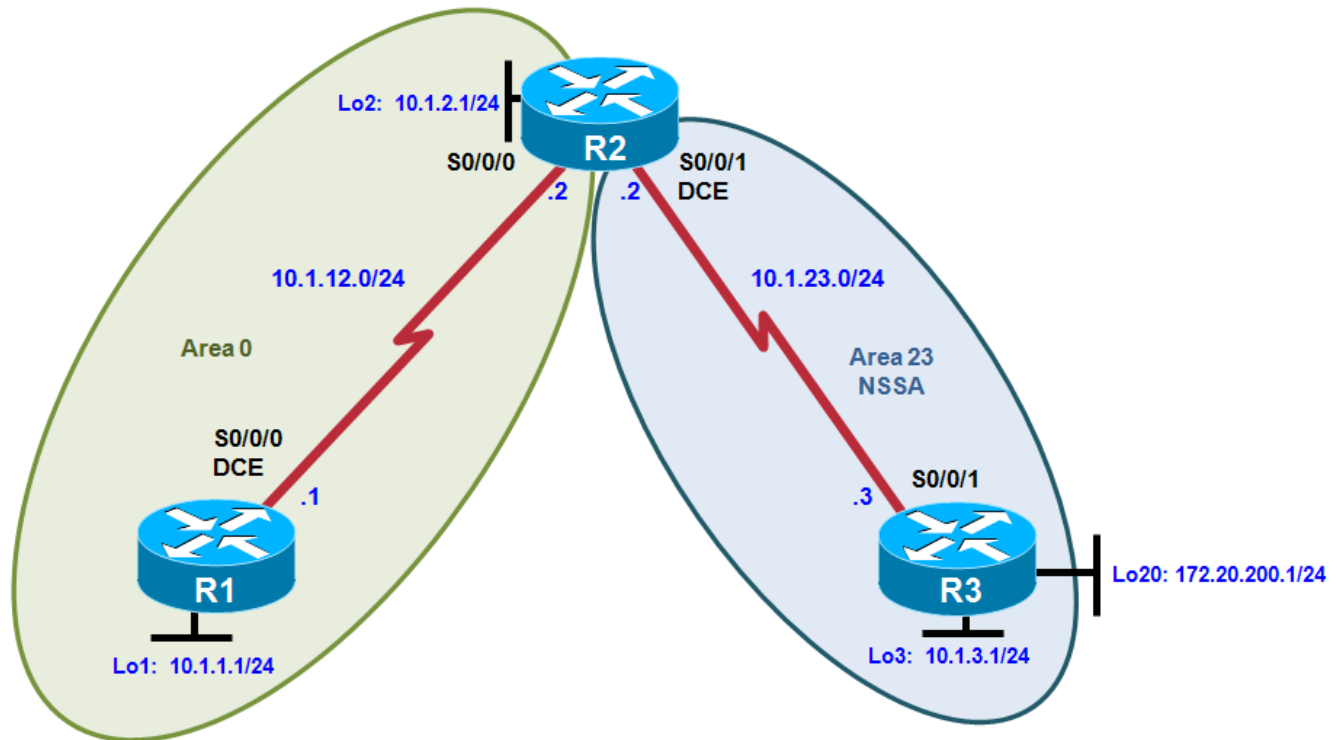 Lo2: 10.1.2.1/24
R2
S0/0/0
S0/0/1
DCE
.2
.2
10.1.12.0/24
10.1.23.0/24
Area 0
Area 23
NSSA
S0/0/0
DCE
S0/0/1
.1
.3
R1
R3
Lo20: 172.20.200.1/24
Lo1: 10.1.1.1/24
Lo3: 10.1.3.1/24